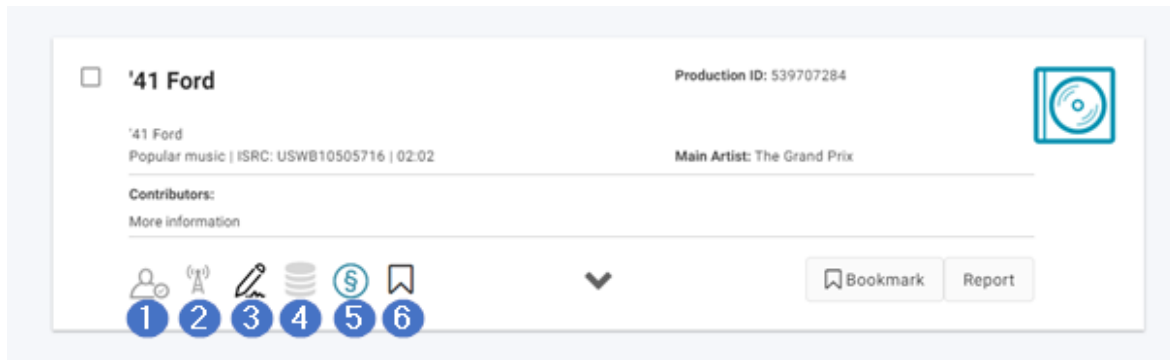 '41 Ford
Production ID: 539707284
'41 Ford
Popular music | ISRC: USWB10505716 | 02:02
Main Artist: The Grand Prix
Contributors:
More information
§
Bookmark
Report
1 2 3 4 5 6